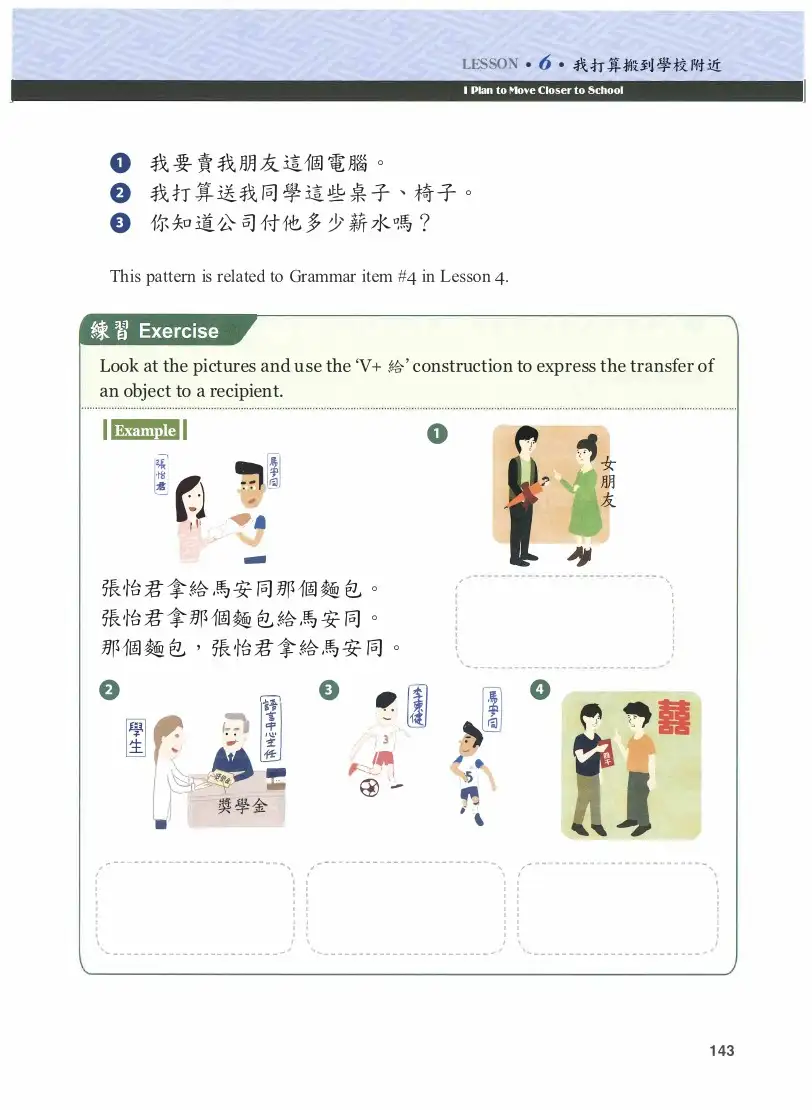 LESSON • 6 • 我打算搬到學校附近
I Plan to Move Closer to School
1 我要賣我朋友這個電腦。
2 我打算送我同學這些桌子、椅子。
3 你知道公司付他多少薪水嗎？
This pattern is related to Grammar item #4 in Lesson 4.
練習 Exercise
Look at the pictures and use the ‘V+ 給’ construction to express the transfer of
an object to a recipient.
Example
張怡君
馬安同
張怡君拿給馬安同那個麵包。
張怡君拿那個麵包給馬安同。
那個麵包，張怡君拿給馬安同。
1
女朋友
2
學生
語言中心主任
獎學金
獎學金
3
李東健
3
馬安同
5
4
囍
143